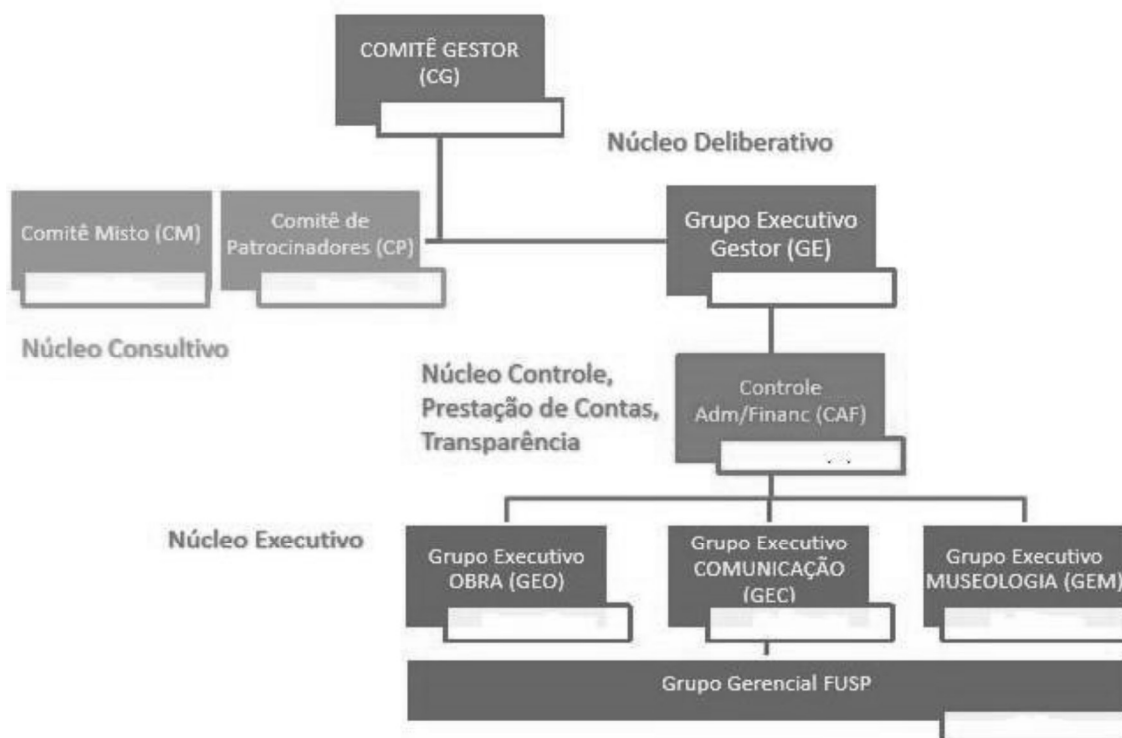 COMITÊ GESTOR
(CG)
Núcleo Deliberativo
Comitê Misto (CM)
Comitê de
Patrocinadores (CP)
Grupo Executivo
Gestor (GE)
Núcleo Consultivo
Núcleo Controle,
Prestação de Contas,
Transparência
Controle
Adm/Financ (CAF)
Núcleo Executivo
Grupo Executivo
OBRA (GEO)
Grupo Executivo
COMUNICAÇÃO
(GEC)
Grupo Executivo
MUSEOLOGIA (GEM)
Grupo Gerencial FUSP